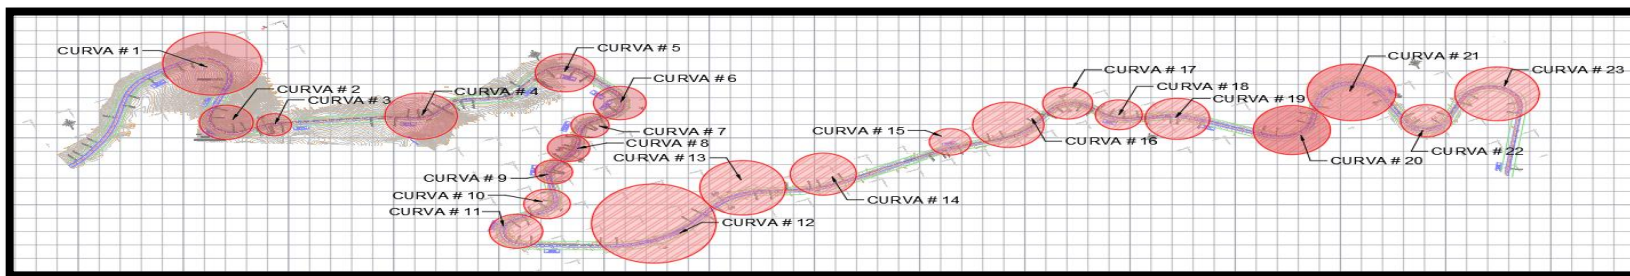 CURVA # 1
CURVA # 2
CURVA # 3
CURVA # 4
CURVA # 5
CURVA # 6
CURVA # 7
CURVA # 8
CURVA # 9
CURVA # 10
CURVA # 11
CURVA # 12
CURVA # 13
CURVA # 14
CURVA # 15
CURVA # 16
CURVA # 17
CURVA # 18
CURVA # 19
CURVA # 20
CURVA # 21
CURVA # 22
CURVA # 23